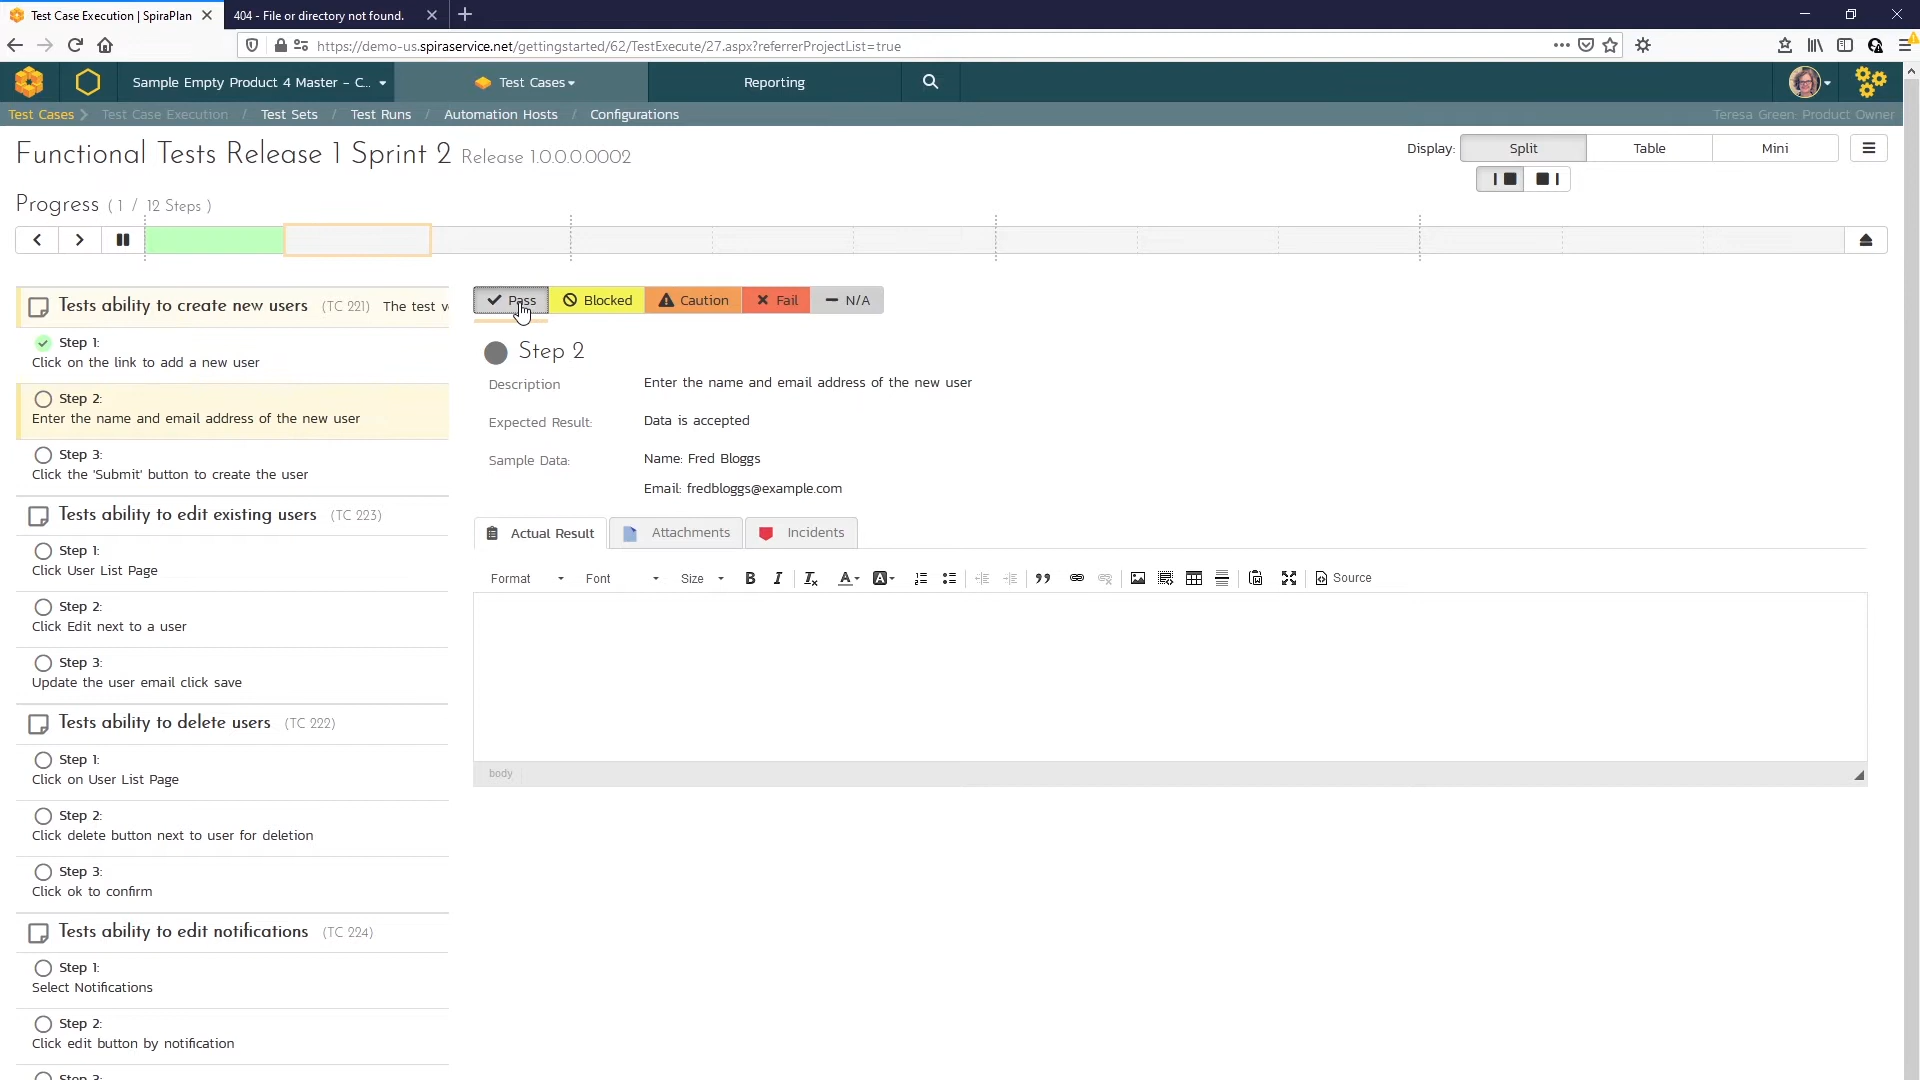 Test Case Execution | SpiraPlan
404 - File or directory not found.
https://demo-us.spiraservice.net/gettingstarted/62/TestExecute/27.aspx?referrerProjectList=true
Sample Empty Product 4 Master - C...
Test Cases
Reporting
Test Cases
Test Case Execution / Test Sets / Test Runs / Automation Hosts / Configurations
Teresa Green: Product Owner
Functional Tests Release 1 Sprint 2 Release 1.0.0.0.0002
Display: Split Table Mini
Progress ( 1 / 12 Steps )
Tests ability to create new users (TC 221) The test
Step 1:
Click on the link to add a new user
Step 2:
Enter the name and email address of the new user
Step 3:
Click the 'Submit' button to create the user
Tests ability to edit existing users (TC 223)
Step 1:
Click User List Page
Step 2:
Click Edit next to a user
Step 3:
Update the user email click save
Tests ability to delete users (TC 222)
Step 1:
Click on User List Page
Step 2:
Click delete button next to user for deletion
Step 3:
Click ok to confirm
Tests ability to edit notifications (TC 224)
Step 1:
Select Notifications
Step 2:
Click edit button by notification
Step 3:
Pass Blocked Caution Fail N/A
Step 2
Description Enter the name and email address of the new user
Expected Result: Data is accepted
Sample Data: Name: Fred Bloggs
Email: fredbloggs@example.com
Actual Result Attachments Incidents
Format Font Size B I Source
body